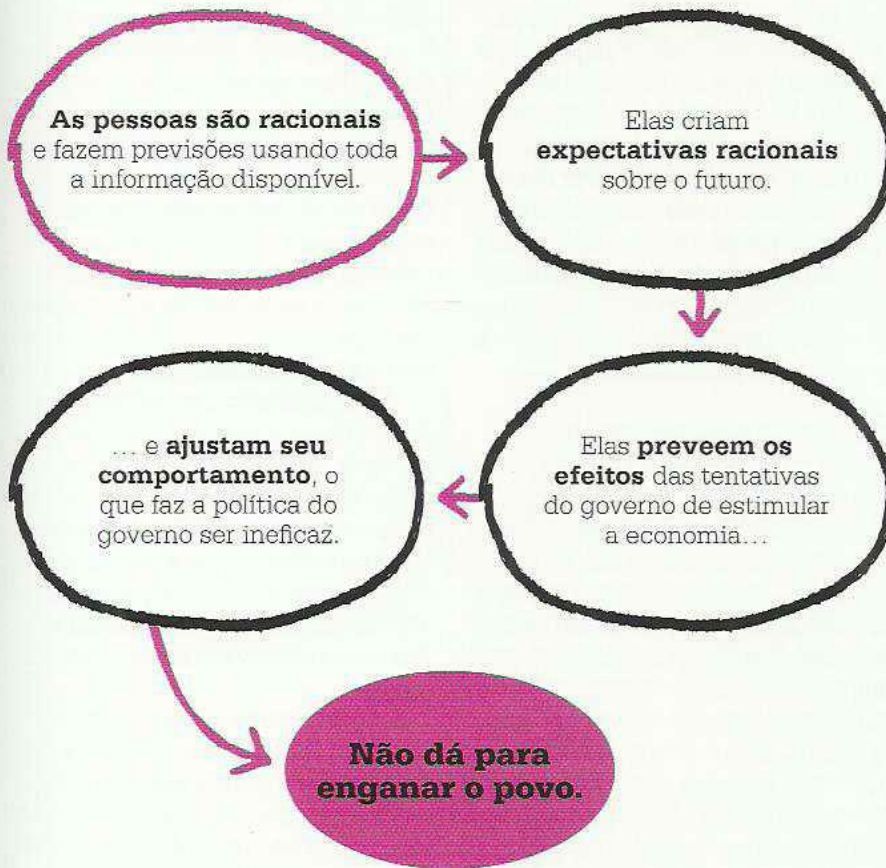 As pessoas são racionais
e fazem previsões usando toda
a informação disponível.
Elas criam
expectativas racionais
sobre o futuro.
Elas preveem os
efeitos das tentativas
do governo de estimular
a economia...
... e ajustam seu
comportamento, o
que faz a política do
governo ser ineficaz.
Não dá para
enganar o povo.